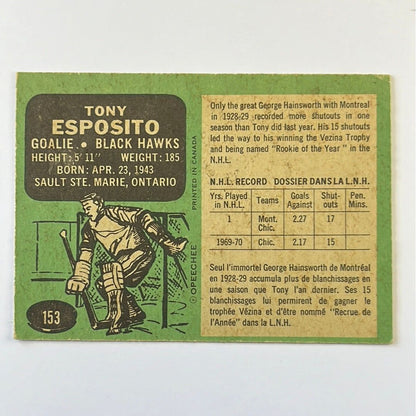 TONY
ESPOSITO
GOALIE • BLACK HAWKS
HEIGHT: 5' 11" WEIGHT: 185
BORN: APR. 23, 1943
SAULT STE. MARIE, ONTARIO
153
© OPEECHEE PRINTED IN CANADA
Only the great George Hainsworth with Montreal
in 1928-29 recorded more shutouts in one
season than Tony did last year. His 15 shutouts
led the way to his winning the Vezina Trophy
and being named "Rookie of the Year" in the
N.H.L.
N.H.L. RECORD DOSSIER DANS LA L.N.H.
Yrs. Played in N.H.L. Teams Goals Against Shut-outs Pen. Mins.
1 Mont. Chic. 2.27 17
1969-70 Chic. 2.17 15
Seul l'immortel George Hainsworth de Montréal
en 1928-29 accumula plus de blanchissages en
une saison que Tony l'an dernier. Ses 15
blanchissages lui permirent de gagner le
trophée Vézina et d'être nommé "Recrue de
l'Année" dans la L.N.H.